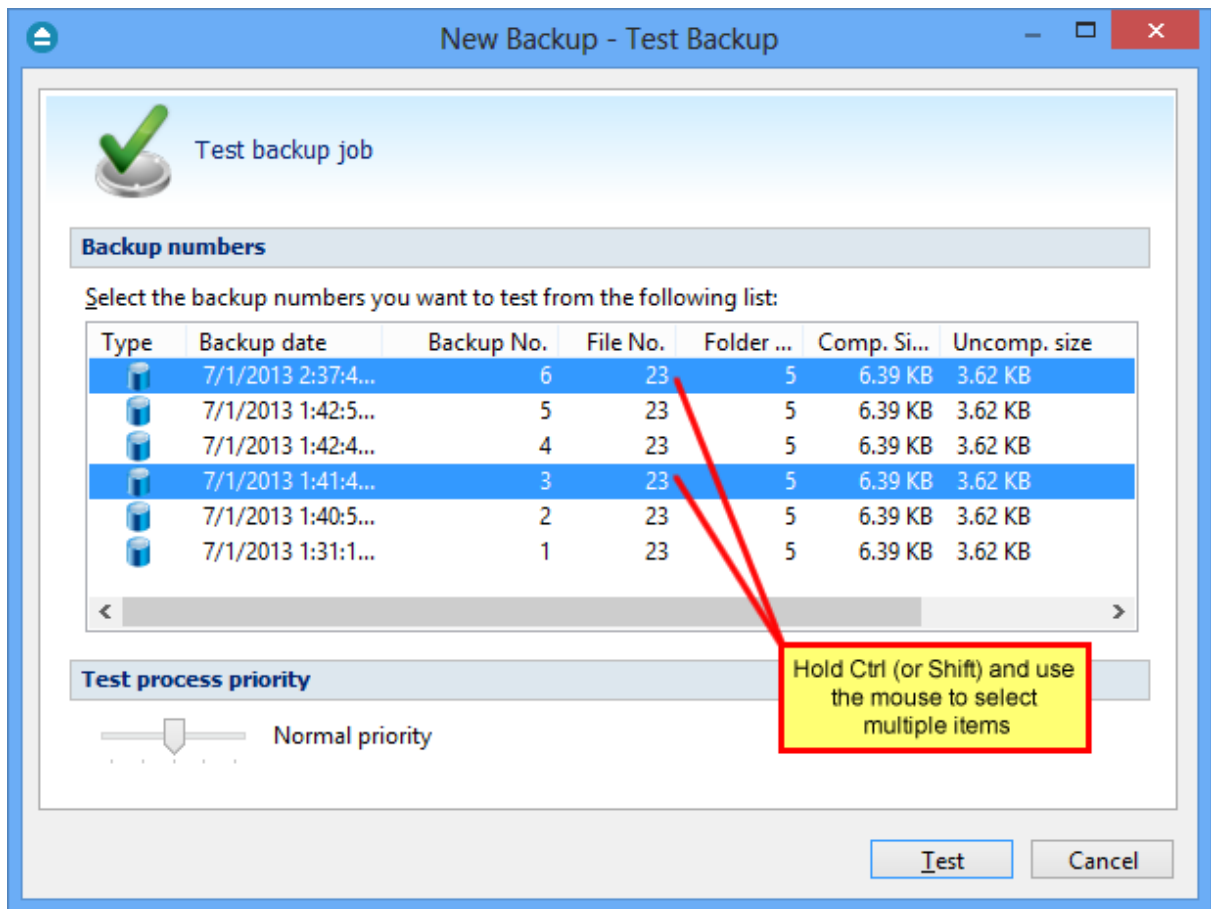 New Backup - Test Backup
Test backup job
Backup numbers
Select the backup numbers you want to test from the following list:
Type Backup date Backup No. File No. Folder ... Comp. Si... Uncomp. size
7/1/2013 2:37:4... 6 23 5 6.39 KB 3.62 KB
7/1/2013 1:42:5... 5 23 5 6.39 KB 3.62 KB
7/1/2013 1:42:4... 4 23 5 6.39 KB 3.62 KB
7/1/2013 1:41:4... 3 23 5 6.39 KB 3.62 KB
7/1/2013 1:40:5... 2 23 5 6.39 KB 3.62 KB
7/1/2013 1:31:1... 1 23 5 6.39 KB 3.62 KB
Hold Ctrl (or Shift) and use
the mouse to select
multiple items
Test process priority
Normal priority
Test Cancel